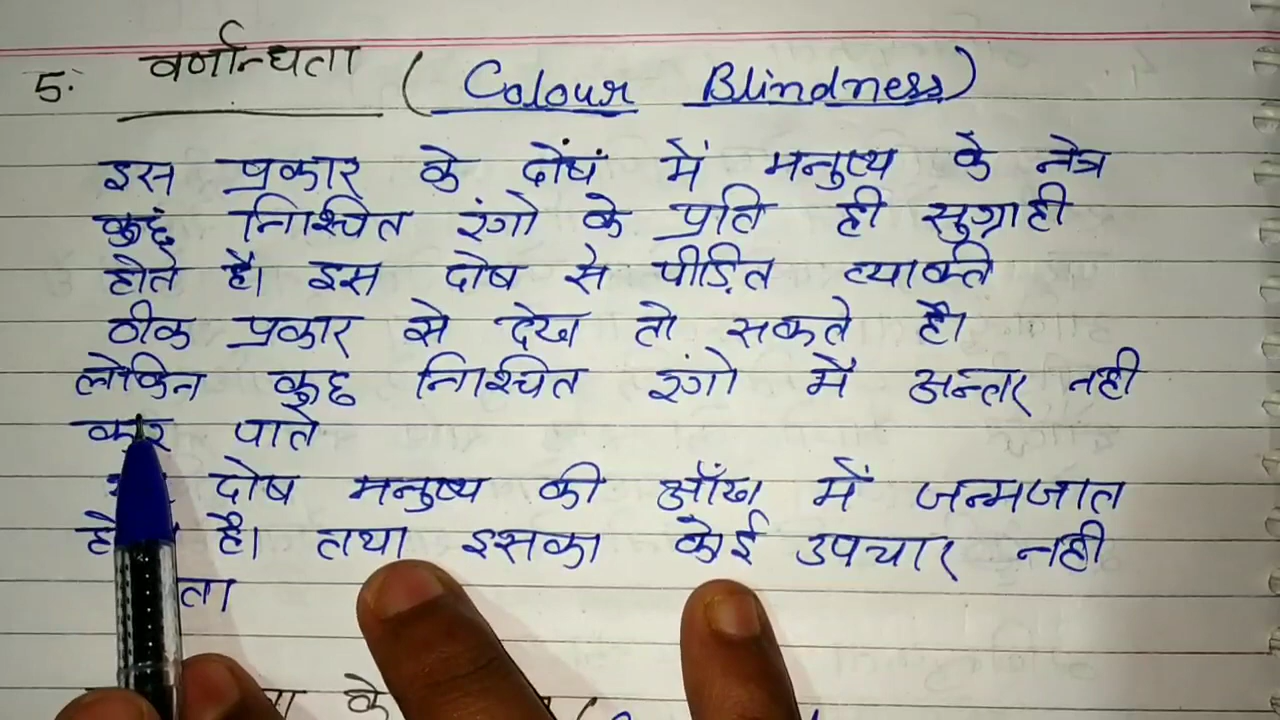 5. वर्णान्धता ( Colour Blindness )
इस प्रकार के दोषं में मनुष्य के नेत्र
कुछ निश्चित रंगो के प्रति ही सुग्राही
होते है। इस दोष से पीड़ित व्यक्ति
ठीक प्रकार से देख तो सकते है।
लेकिन कुछ निश्चित रंगो में अन्तर नही
कर पाते
दोष मनुष्य की आँख में जन्मजात
है। तथा इसका कोई उपचार नही
के (